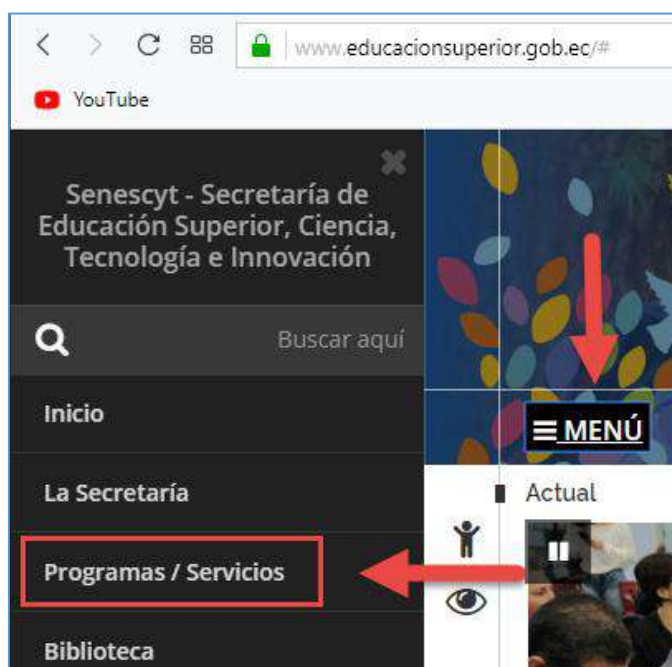 www.educacionsuperior.gob.ec/#
YouTube
Senescyt - Secretaría de
Educación Superior, Ciencia,
Tecnología e Innovación
Buscar aquí
Inicio
La Secretaría
Programas / Servicios
Biblioteca
MENÚ
Actual